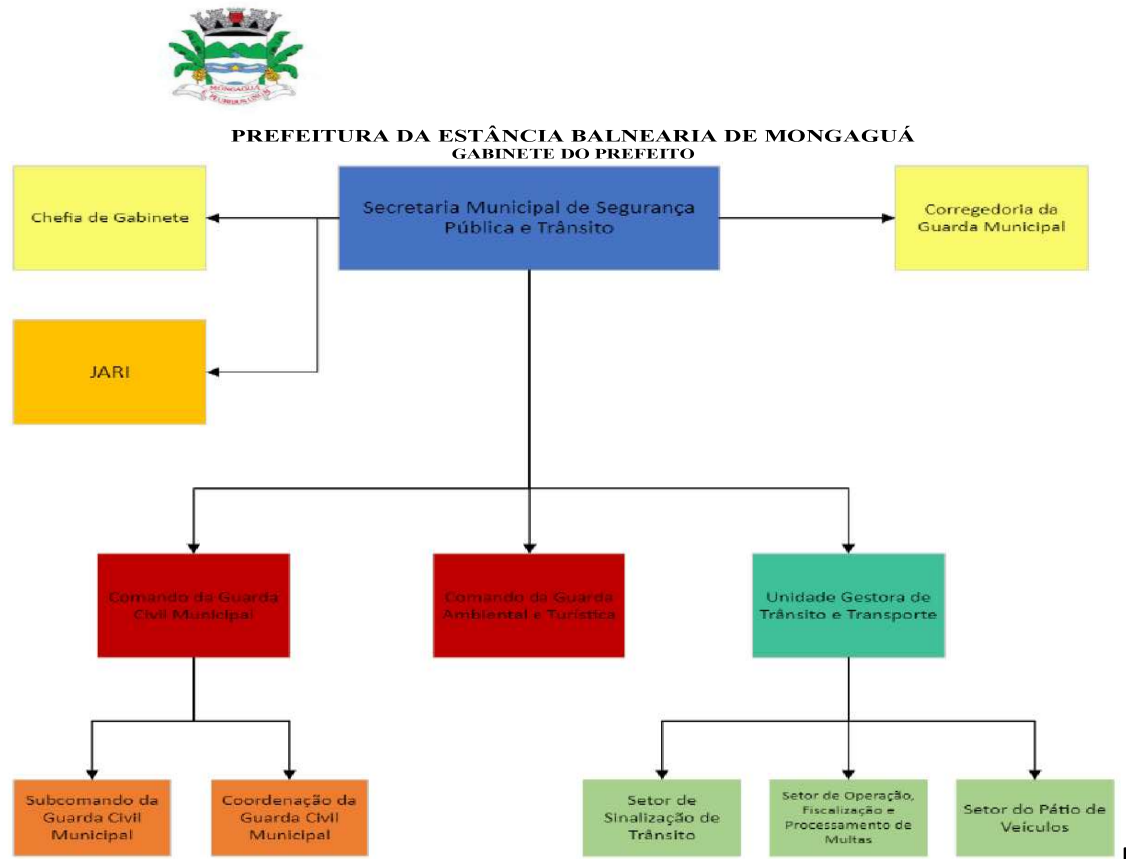 MONGAGUÁ
PREFEITURA DA ESTÂNCIA BALNEARIA DE MONGAGUÁ
GABINETE DO PREFEITO
Chefia de Gabinete
Secretaria Municipal de Segurança
Pública e Trânsito
Corregedoria da
Guarda Municipal
JARI
Comando da Guarda
Civil Municipal
Comando da Guarda
Ambiental e Turística
Unidade Gestora de
Trânsito e Transporte
Subcomando da
Guarda Civil
Municipal
Coordenação da
Guarda Civil
Municipal
Setor de
Sinalização de
Trânsito
Setor de Operação,
Fiscalização e
Processamento de
Multas
Setor do Pátio de
Veículos